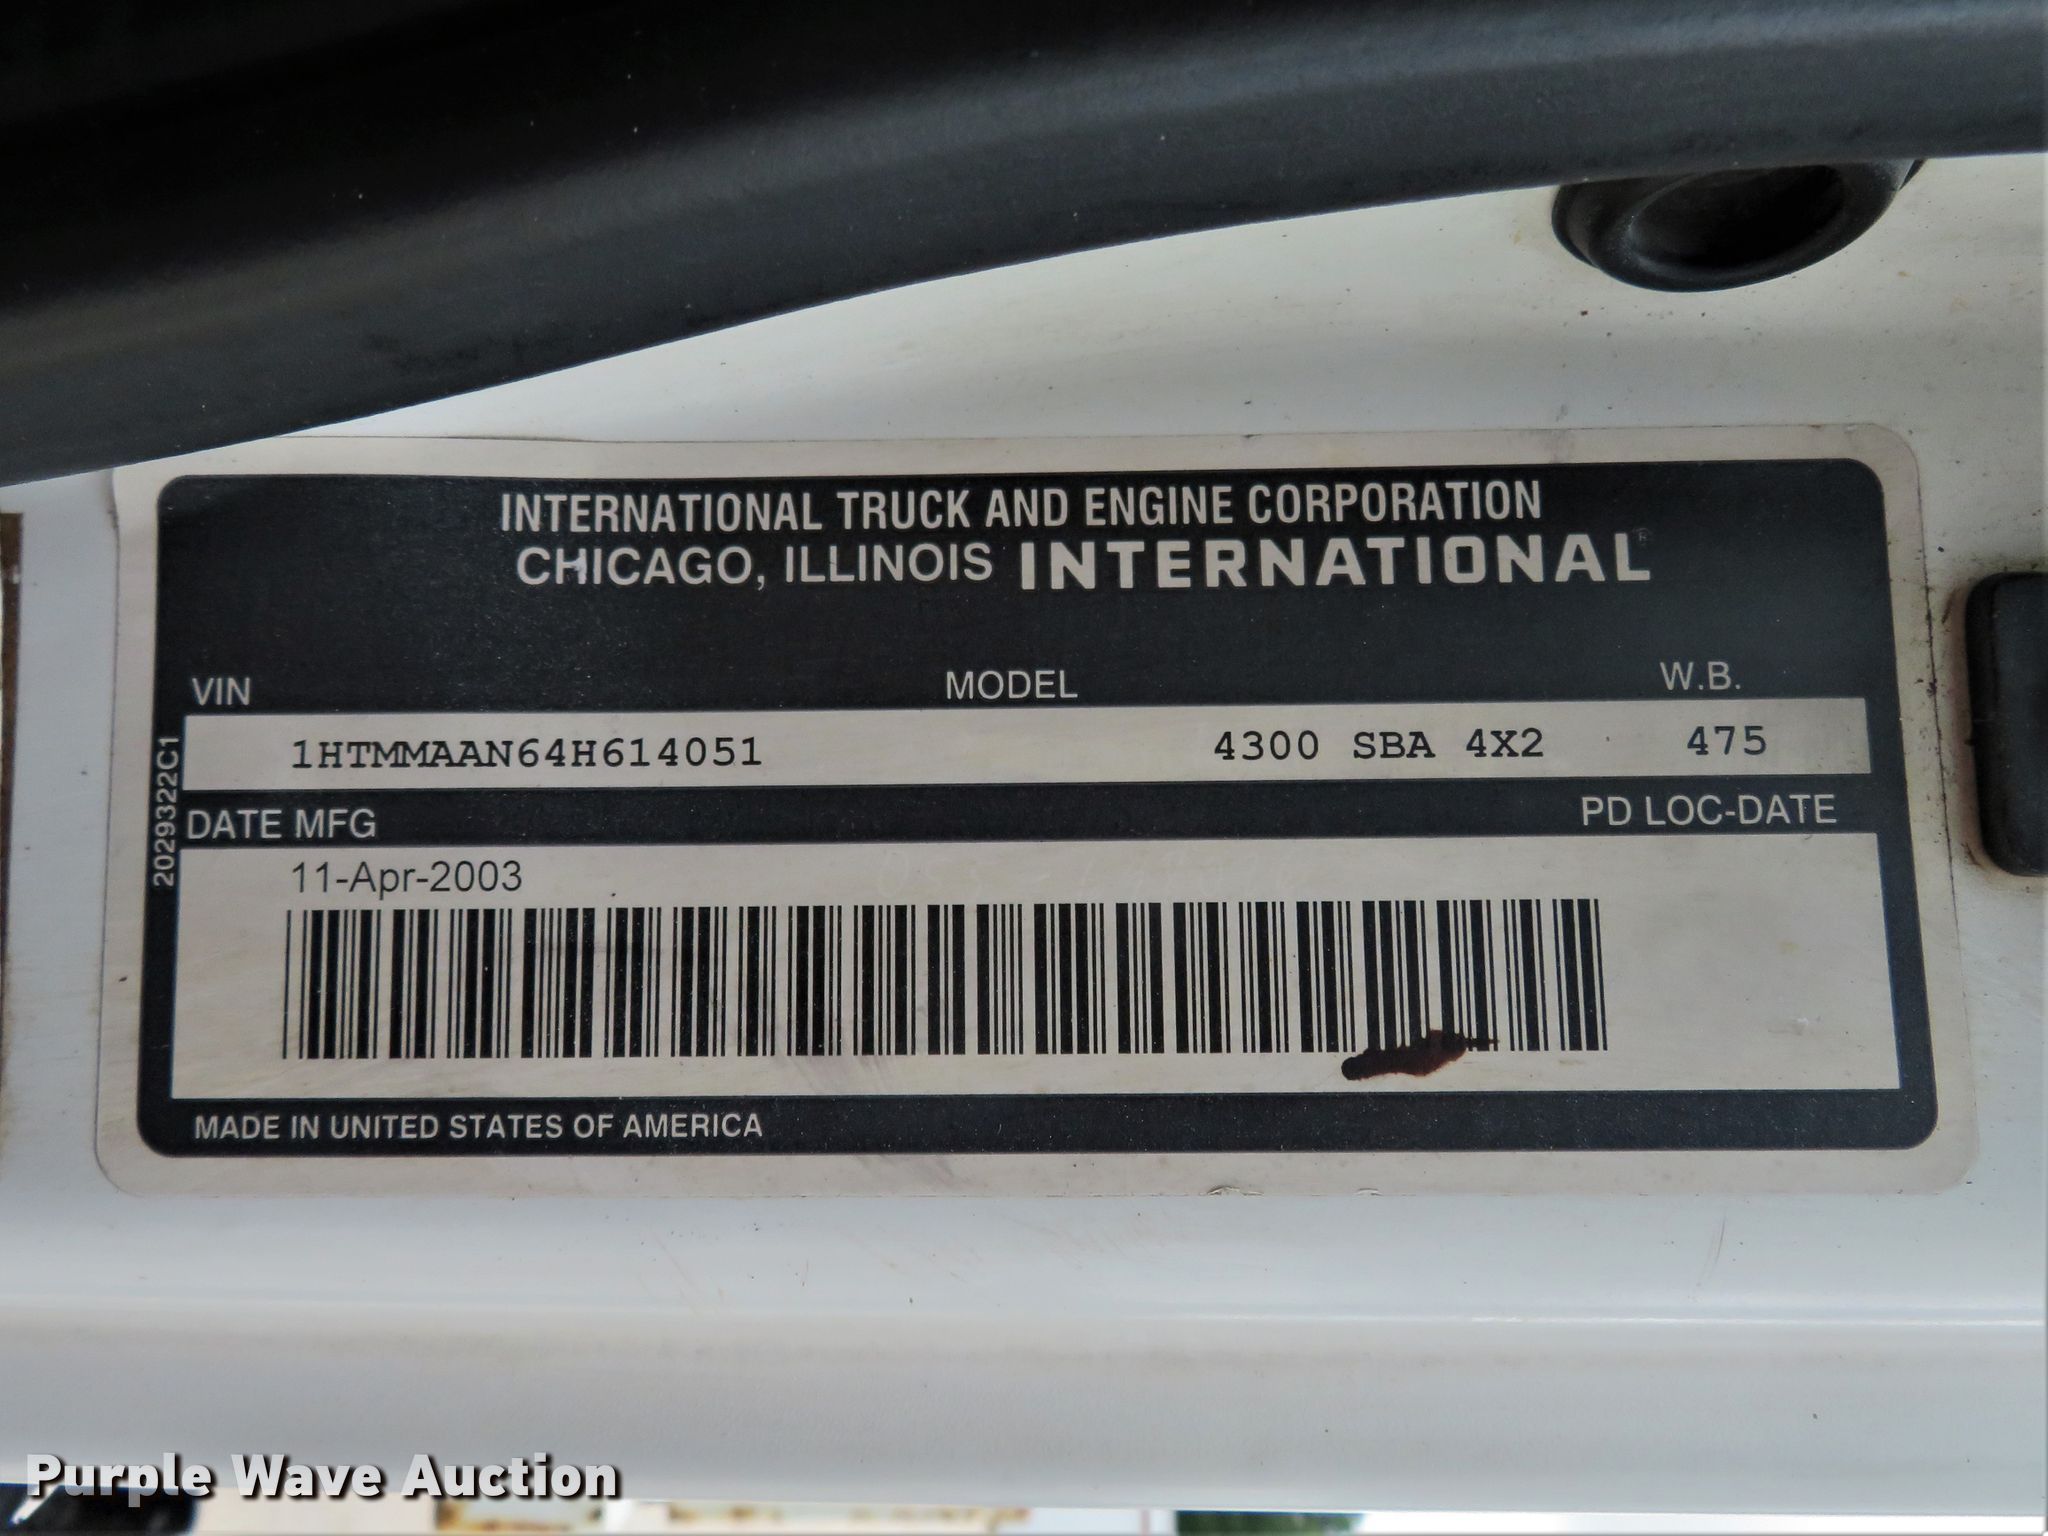 INTERNATIONAL TRUCK AND ENGINE CORPORATION
CHICAGO, ILLINOIS INTERNATIONAL®
VIN MODEL W.B.
1HTMMAAN64H614051 4300 SBA 4X2 475
2029322C1
DATE MFG PD LOC-DATE
11-Apr-2003
MADE IN UNITED STATES OF AMERICA
Purple Wave Auction